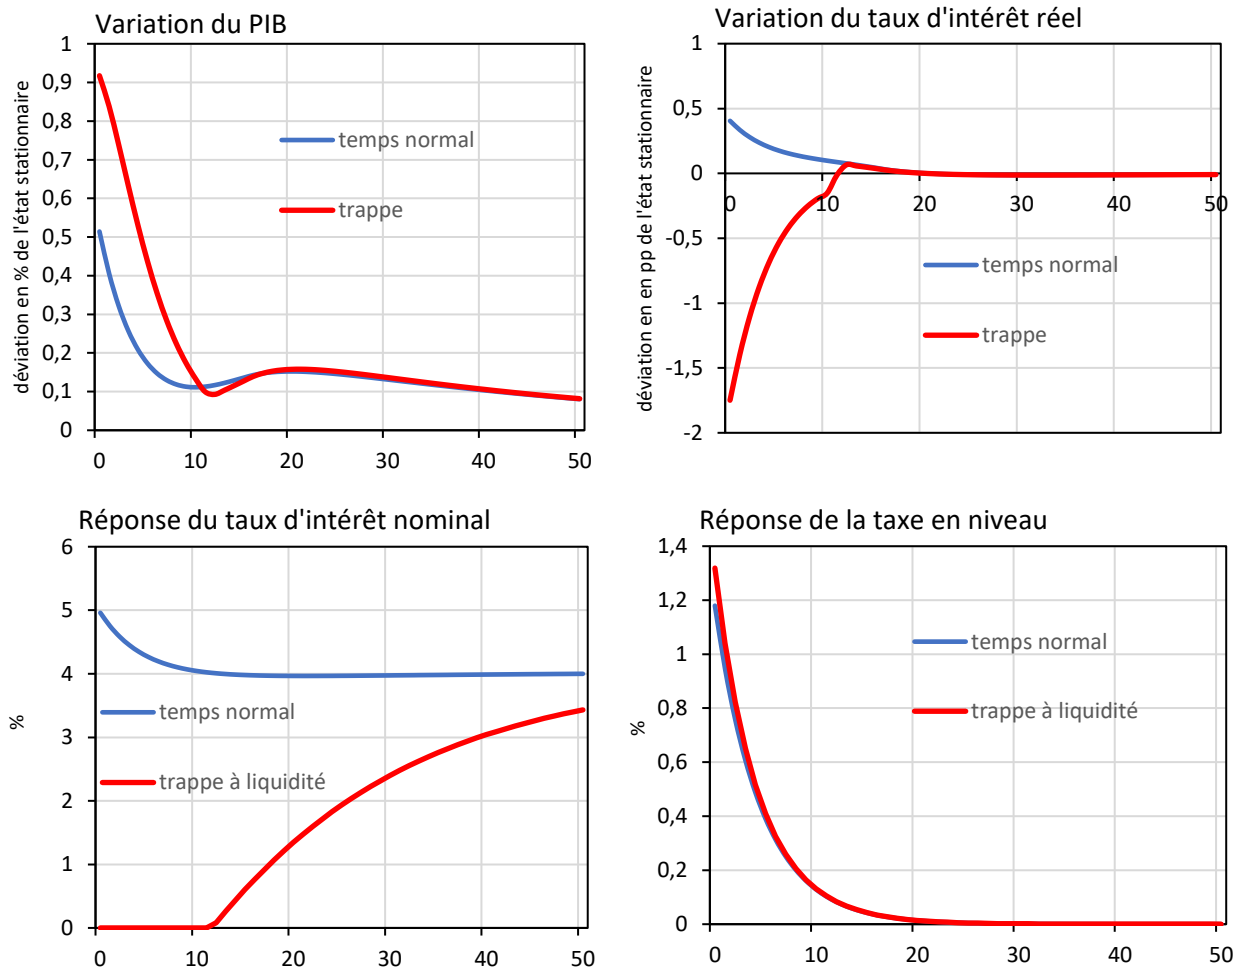 Variation du PIB
déviation en % de l'état stationnaire
1
0,9
0,8
0,7
0,6
0,5
0,4
0,3
0,2
0,1
0
temps normal
trappe
0 10 20 30 40 50
Variation du taux d'intérêt réel
déviation en en pp de l'état stationnaire
1
0,5
0
-0,5
-1
-1,5
-2
0 10 20 30 40 50
temps normal
trappe
Réponse du taux d'intérêt nominal
%
6
5
4
3
2
1
0
temps normal
trappe à liquidité
0 10 20 30 40 50
Réponse de la taxe en niveau
%
1,4
1,2
1
0,8
0,6
0,4
0,2
0
temps normal
trappe à liquidité
0 10 20 30 40 50